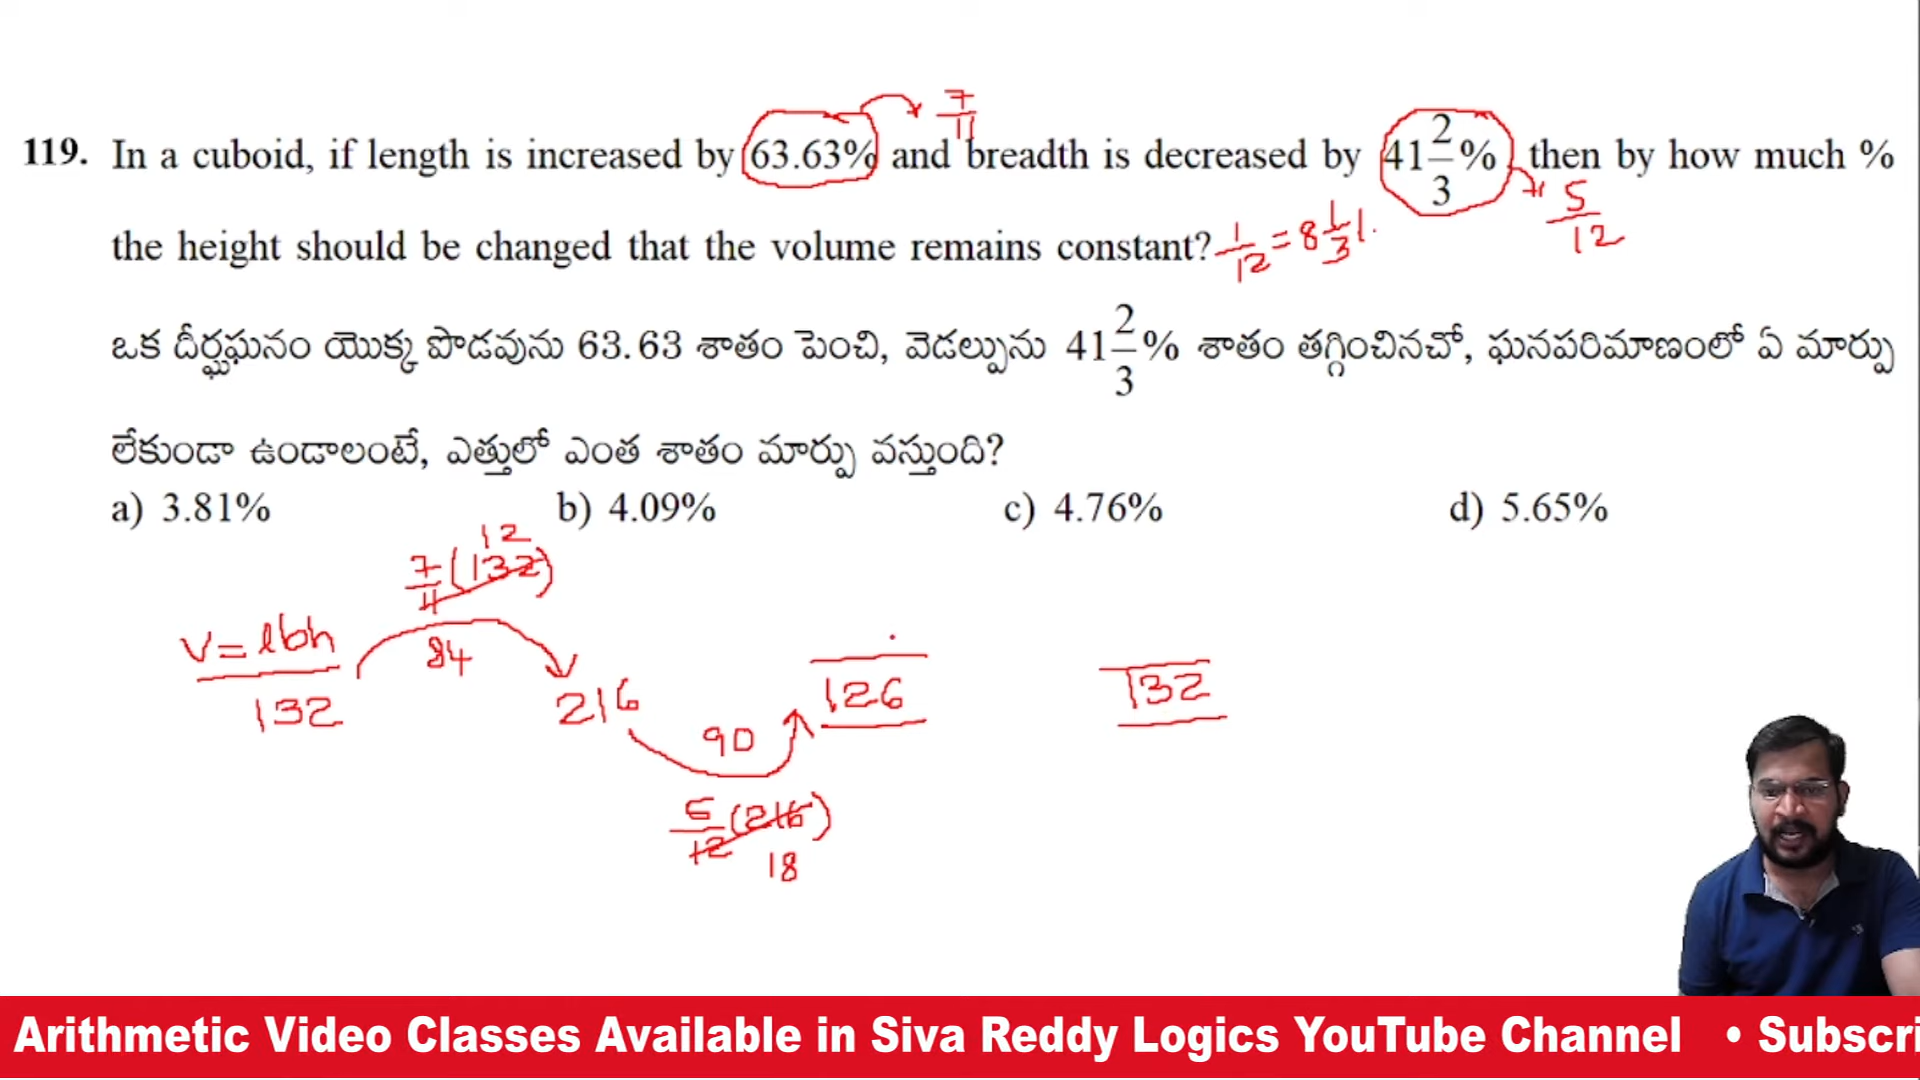 119. In a cuboid, if length is increased by 63.63% and breadth is decreased by 41 2/3 % then by how much %
7/11
5/12
the height should be changed that the volume remains constant?
1/12 = 8 1/3 %
ఒక దీర్ఘఘనం యొక్క పొడవును 63.63 శాతం పెంచి, వెడల్పును 41 2/3 % శాతం తగ్గించినచో, ఘనపరిమాణంలో ఏ మార్పు
లేకుండా ఉండాలంటే, ఎత్తులో ఎంత శాతం మార్పు వస్తుంది?
a) 3.81% b) 4.09% c) 4.76% d) 5.65%
12
7/11 (132)
V = lbh
84
132 216 126 132
90
5/12 (216)
18
Arithmetic Video Classes Available in Siva Reddy Logics YouTube Channel • Subscri